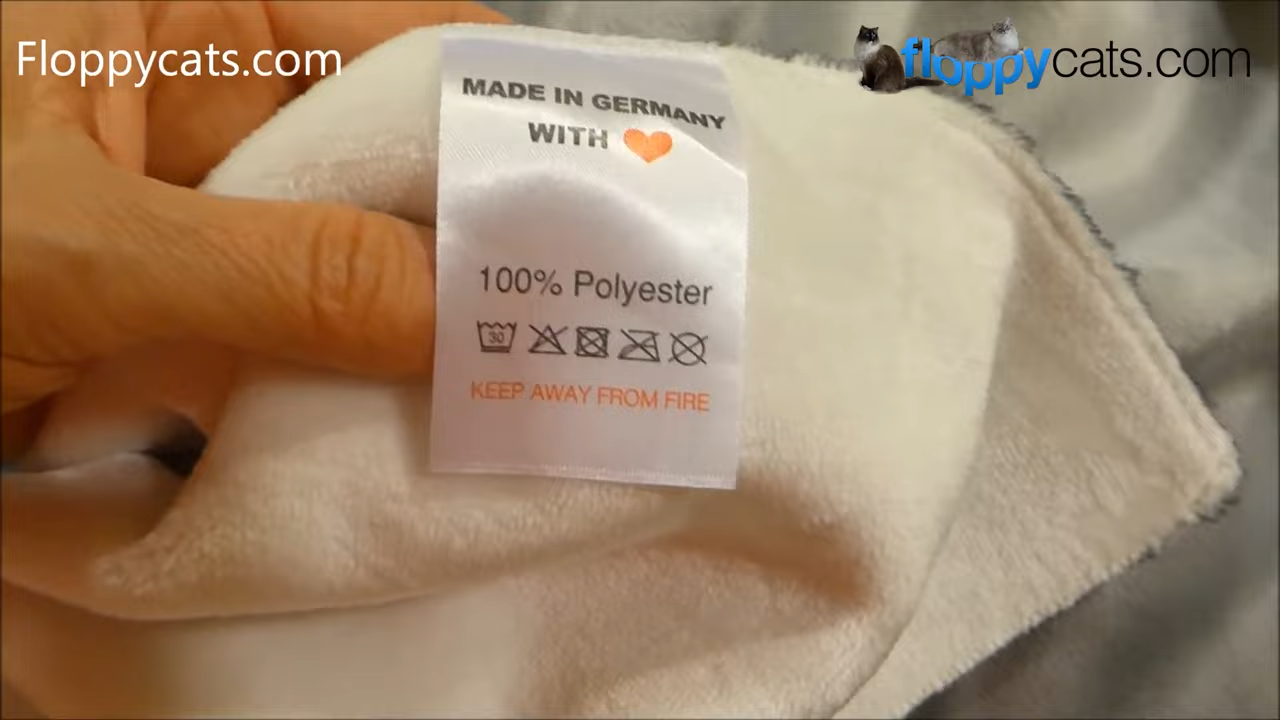 Floppycats.com
floppycats.com
MADE IN GERMANY
WITH
100% Polyester
30
KEEP AWAY FROM FIRE